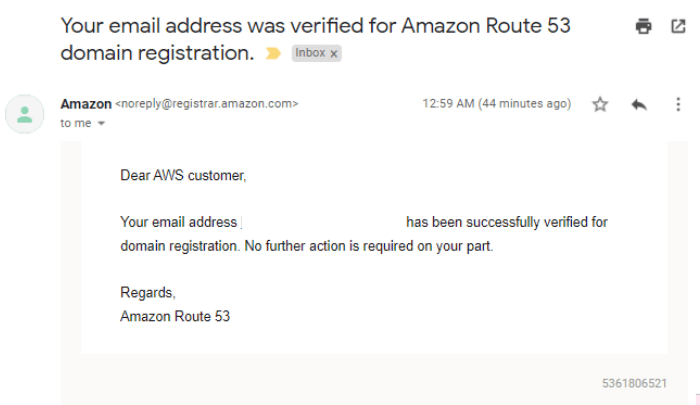 Your email address was verified for Amazon Route 53
domain registration.
Inbox x
Amazon <noreply@registrar.amazon.com>
12:59 AM (44 minutes ago)
to me
Dear AWS customer,
Your email address has been successfully verified for
domain registration. No further action is required on your part.
Regards,
Amazon Route 53
5361806521